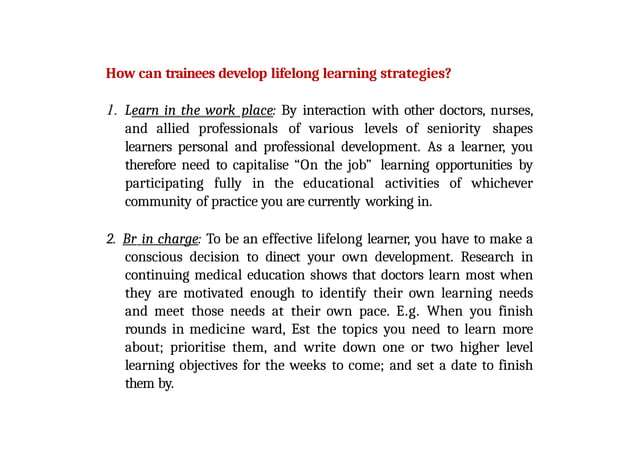 How can trainees develop lifelong learning strategies?
1. Learn in the work place: By interaction with other doctors, nurses,
and allied professionals of various levels of seniority shapes
learners personal and professional development. As a learner, you
therefore need to capitalise “On the job” learning opportunities by
participating fully in the educational activities of whichever
community of practice you are currently working in.
2. Br in charge: To be an effective lifelong learner, you have to make a
conscious decision to dinect your own development. Research in
continuing medical education shows that doctors learn most when
they are motivated enough to identify their own learning needs
and meet those needs at their own pace. E.g. When you finish
rounds in medicine ward, Est the topics you need to learn more
about; prioritise them, and write down one or two higher level
learning objectives for the weeks to come; and set a date to finish
them by.